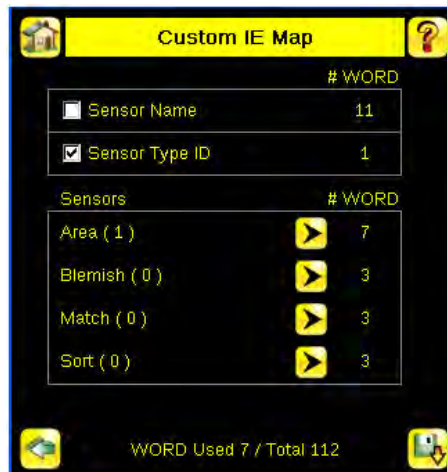 Custom IE Map
?
# WORD
Sensor Name 11
Sensor Type ID 1
Sensors # WORD
Area ( 1 ) 7
Blemish ( 0 ) 3
Match ( 0 ) 3
Sort ( 0 ) 3
WORD Used 7 / Total 112